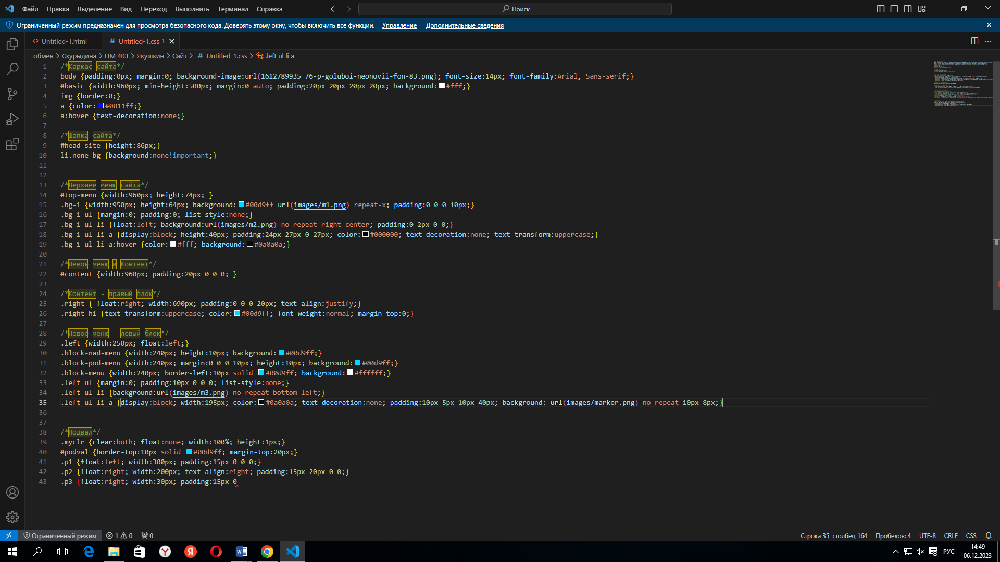 Файл Правка Выделение Вид Переход Выполнить Терминал Справка Поиск
Ограниченный режим предназначен для просмотра безопасного кода. Доверять этому окну, чтобы включить все функции. Управление Дополнительные сведения
Untitled-1.html # Untitled-1.css 1
обмен > Скурыдина > ПМ 403 > Якушкин > Сайт > # Untitled-1.css > .left ul li a
1 /*Каркас сайта*/
2 body {padding:0px; margin:0; background-image:url(1612789935_76-p-goluboi-neonovii-fon-83.png); font-size:14px; font-family:Arial, Sans-serif;}
3 #basic {width:960px; min-height:500px; margin:0 auto; padding:20px 20px 20px 20px; background:#fff;}
4 img {border:0;}
5 a {color:#0011ff;}
6 a:hover {text-decoration:none;}
7
8 /*Шапка сайта*/
9 #head-site {height:86px;}
10 li.none-bg {background:none!important;}
11
12
13 /*Верхнее меню сайта*/
14 #top-menu {width:960px; height:74px; }
15 .bg-1 {width:950px; height:64px; background:#00d9ff url(images/m1.png) repeat-x; padding:0 0 0 10px;}
16 .bg-1 ul {margin:0; padding:0; list-style:none;}
17 .bg-1 ul li {float:left; background:url(images/m2.png) no-repeat right center; padding:0 2px 0 0;}
18 .bg-1 ul li a {display:block; height:40px; padding:24px 27px 0 27px; color:#000000; text-decoration:none; text-transform:uppercase;}
19 .bg-1 ul li a:hover {color:#fff; background:#0a0a0a;}
20
21 /*Левое меню и Контент*/
22 #content {width:960px; padding:20px 0 0 0; }
23
24 /*Контент - правый блок*/
25 .right { float:right; width:690px; padding:0 0 0 20px; text-align:justify;}
26 .right h1 {text-transform:uppercase; color:#00d9ff; font-weight:normal; margin-top:0;}
27
28 /*Левое меню - левый блок*/
29 .left {width:250px; float:left;}
30 .block-nad-menu {width:240px; height:10px; background:#00d9ff;}
31 .block-pod-menu {width:240px; margin:0 0 0 10px; height:10px; background:#00d9ff;}
32 .block-menu {width:240px; border-left:10px solid #00d9ff; background:#ffffff;}
33 .left ul {margin:0; padding:10px 0 0 0; list-style:none;}
34 .left ul li {background:url(images/m3.png) no-repeat bottom left;}
35 .left ul li a {display:block; width:195px; color:#0a0a0a; text-decoration:none; padding:10px 5px 10px 40px; background: url(images/marker.png) no-repeat 10px 8px;}
36
37
38 /*Подвал*/
39 .myclr {clear:both; float:none; width:100%; height:1px;}
40 #podval {border-top:10px solid #00d9ff; margin-top:20px;}
41 .p1 {float:left; width:300px; padding:15px 0 0 0;}
42 .p2 {float:right; width:200px; text-align:right; padding:15px 20px 0 0;}
43 .p3 {float:right; width:30px; padding:15px 0
Ограниченный режим 1 0 0 Строка 35, столбец 164 Пробелов: 4 UTF-8 CRLF CSS
РУС 14:49
06.12.2023